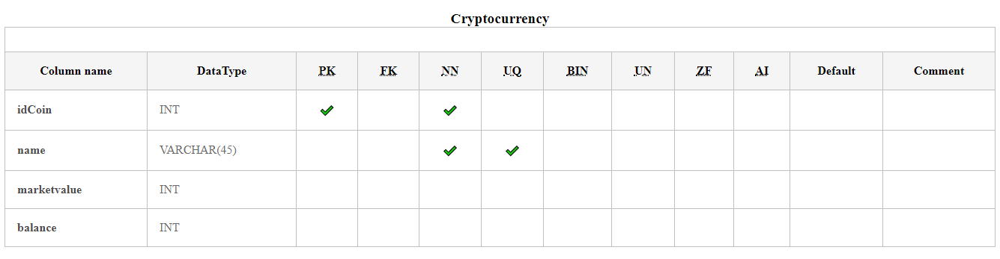 Cryptocurrency
Column name DataType PK FK NN UQ BIN UN ZF AI Default Comment
idCoin INT
name VARCHAR(45)
marketvalue INT
balance INT